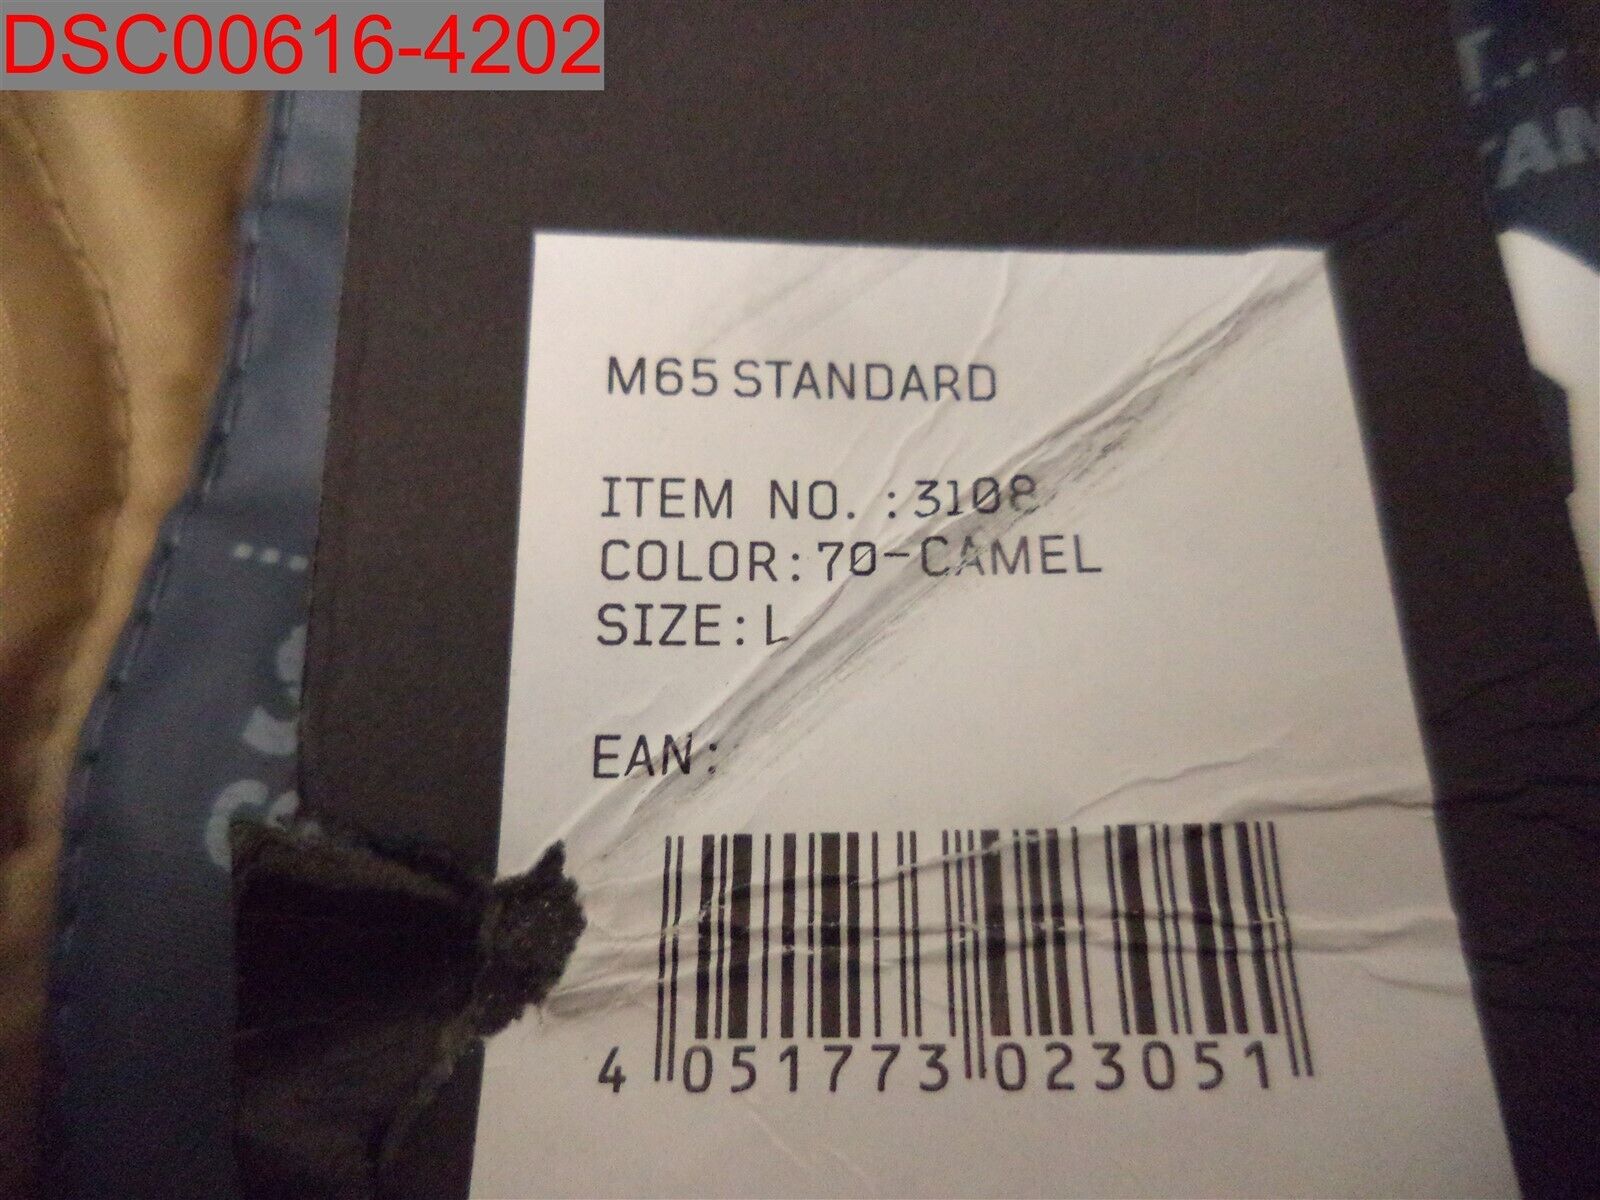 DSC00616-4202
M65 STANDARD
ITEM NO. :3108
COLOR:70-CAMEL
SIZE:L
EAN:
4 051773 023051